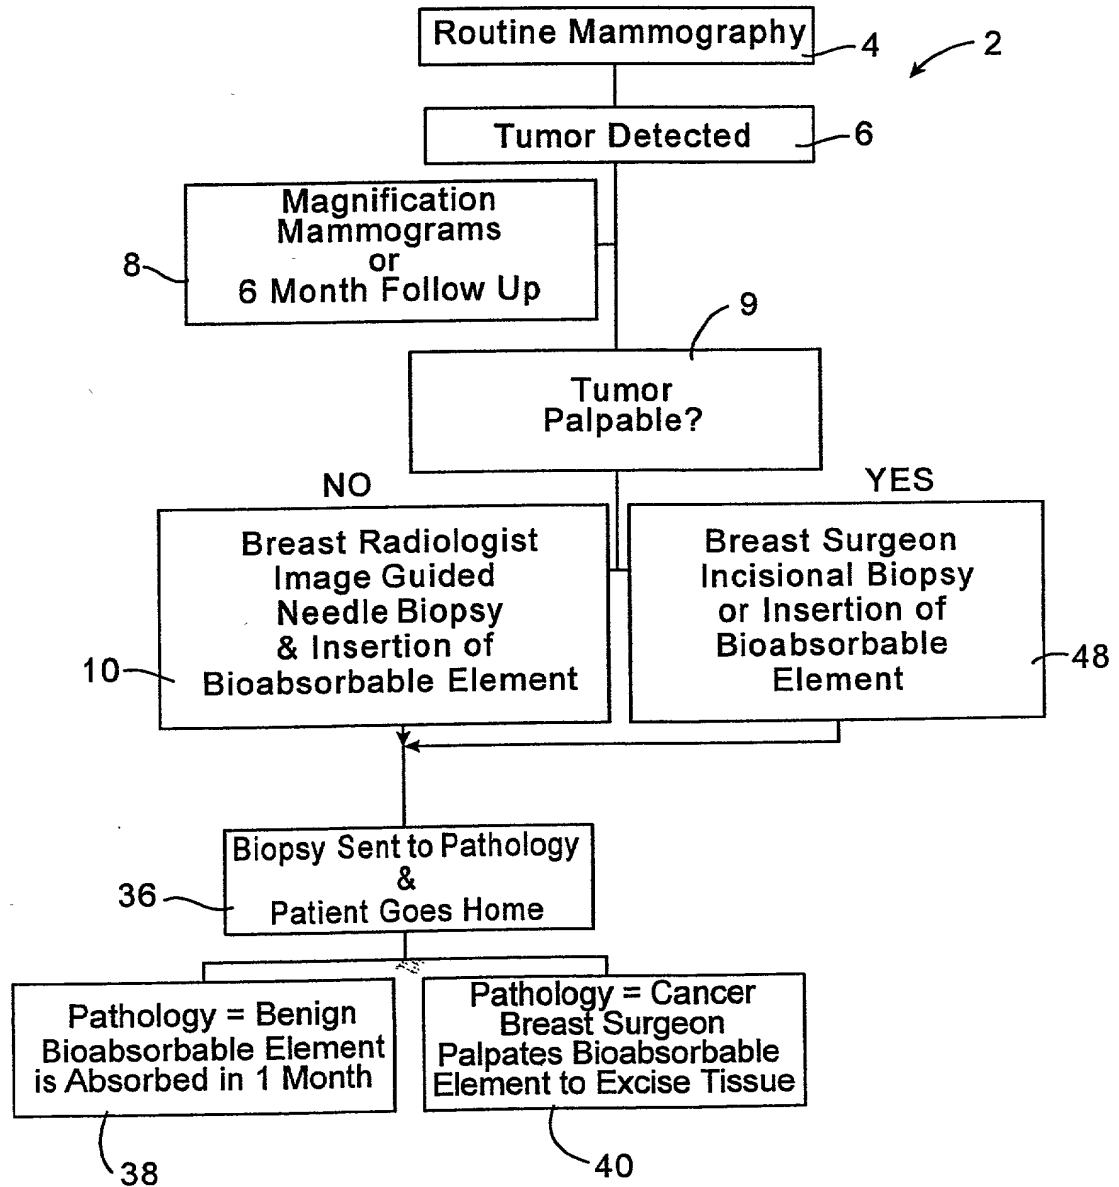 Routine Mammography
4
2
Tumor Detected
6
Magnification
Mammograms
or
6 Month Follow Up
8
9
Tumor
Palpable?
NO
YES
Breast Radiologist
Image Guided
Needle Biopsy
& Insertion of
Bioabsorbable Element
10
Breast Surgeon
Incisional Biopsy
or Insertion of
Bioabsorbable
Element
48
Biopsy Sent to Pathology
&
Patient Goes Home
36
Pathology = Benign
Bioabsorbable Element
is Absorbed in 1 Month
38
Pathology = Cancer
Breast Surgeon
Palpates Bioabsorbable
Element to Excise Tissue
40